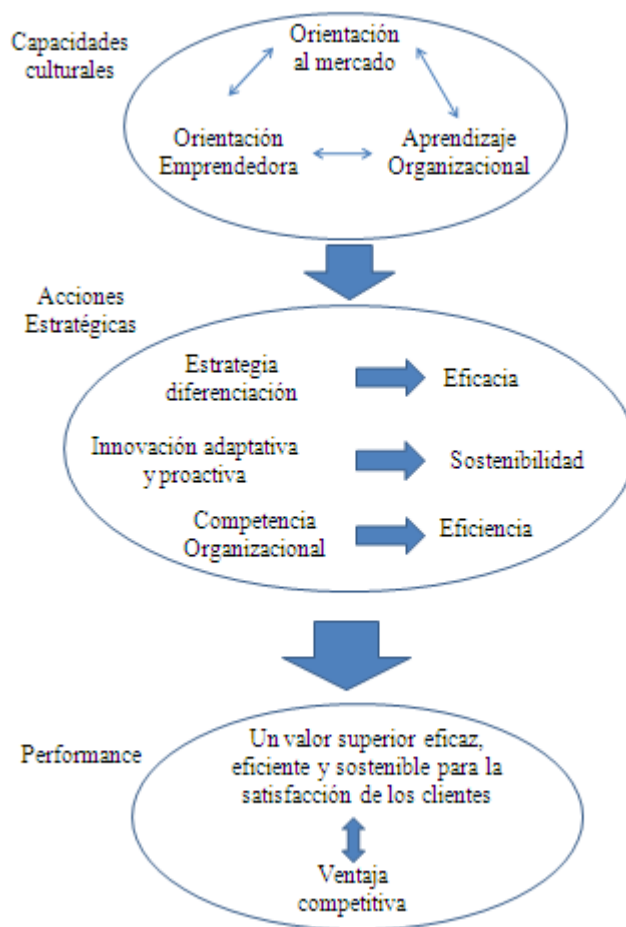 Capacidades
culturales
Orientación
al mercado
Orientación
Emprendedora
Aprendizaje
Organizacional
Acciones
Estratégicas
Estrategia
diferenciación
Eficacia
Innovación adaptativa
y proactiva
Sostenibilidad
Competencia
Organizacional
Eficiencia
Performance
Un valor superior eficaz,
eficiente y sostenible para la
satisfacción de los clientes
Ventaja
competitiva